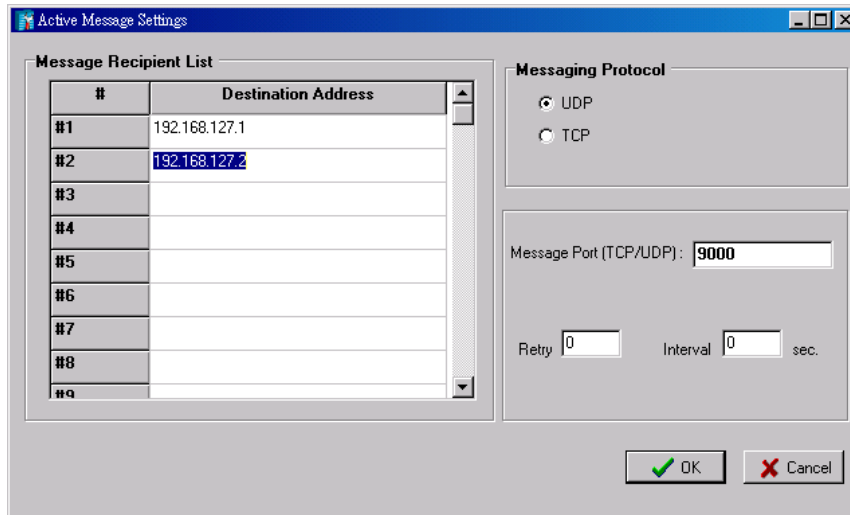 Active Message Settings
Message Recipient List
# Destination Address
#1 192.168.127.1
#2 192.168.127.2
#3
#4
#5
#6
#7
#8
#9
Messaging Protocol
UDP
TCP
Message Port (TCP/UDP) : 9000
Retry 0 Interval 0 sec.
OK Cancel